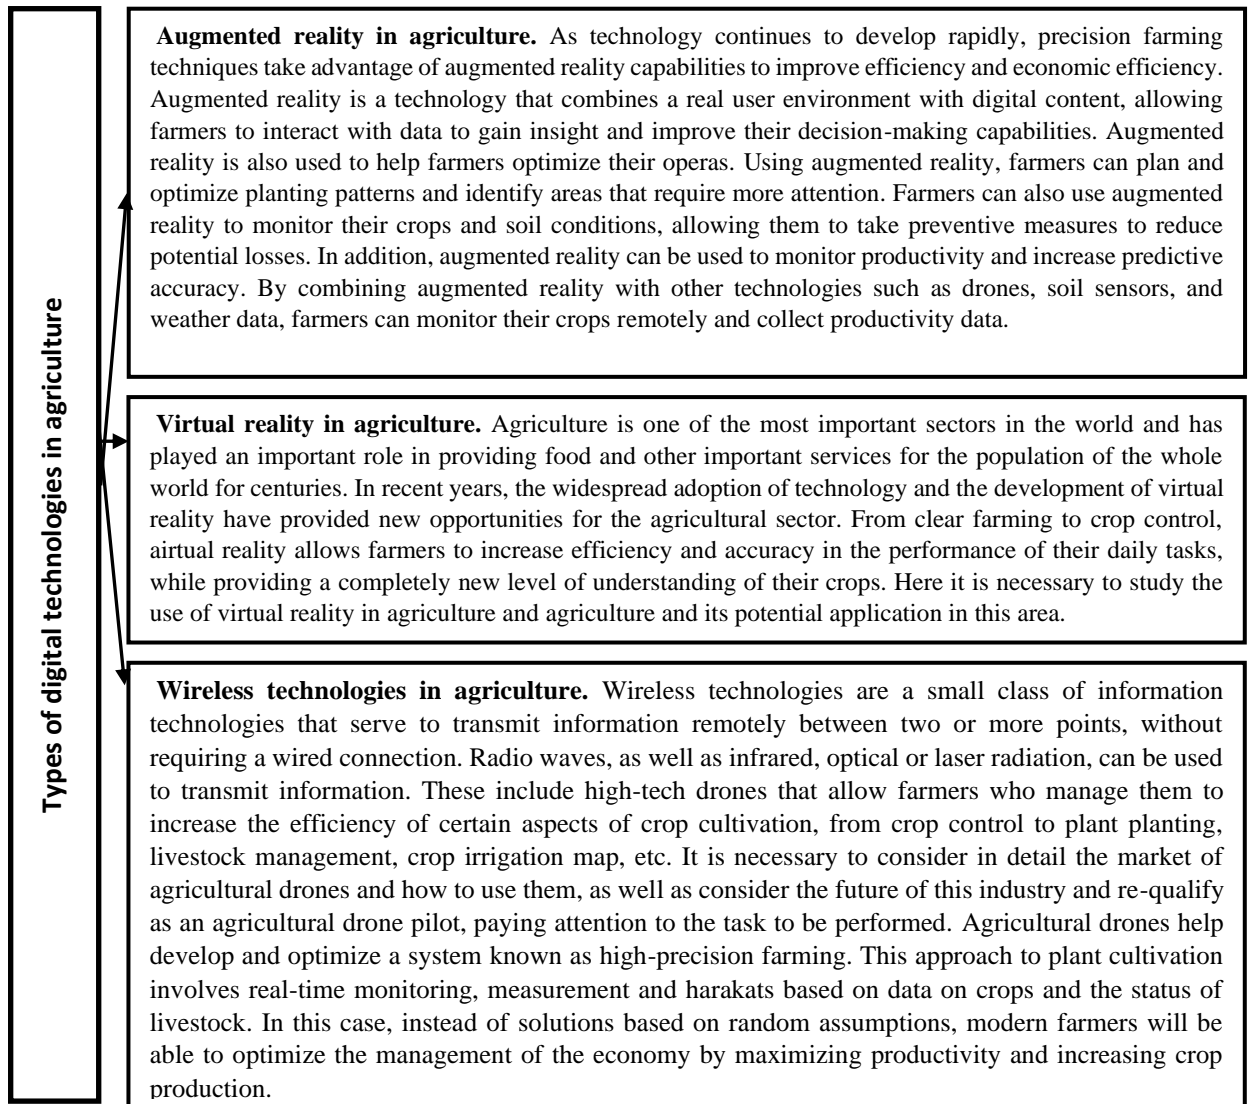 Types of digital technologies in agriculture
Augmented reality in agriculture. As technology continues to develop rapidly, precision farming
techniques take advantage of augmented reality capabilities to improve efficiency and economic efficiency.
Augmented reality is a technology that combines a real user environment with digital content, allowing
farmers to interact with data to gain insight and improve their decision-making capabilities. Augmented
reality is also used to help farmers optimize their operas. Using augmented reality, farmers can plan and
optimize planting patterns and identify areas that require more attention. Farmers can also use augmented
reality to monitor their crops and soil conditions, allowing them to take preventive measures to reduce
potential losses. In addition, augmented reality can be used to monitor productivity and increase predictive
accuracy. By combining augmented reality with other technologies such as drones, soil sensors, and
weather data, farmers can monitor their crops remotely and collect productivity data.
Virtual reality in agriculture. Agriculture is one of the most important sectors in the world and has
played an important role in providing food and other important services for the population of the whole
world for centuries. In recent years, the widespread adoption of technology and the development of virtual
reality have provided new opportunities for the agricultural sector. From clear farming to crop control,
airtual reality allows farmers to increase efficiency and accuracy in the performance of their daily tasks,
while providing a completely new level of understanding of their crops. Here it is necessary to study the
use of virtual reality in agriculture and agriculture and its potential application in this area.
Wireless technologies in agriculture. Wireless technologies are a small class of information
technologies that serve to transmit information remotely between two or more points, without
requiring a wired connection. Radio waves, as well as infrared, optical or laser radiation, can be used
to transmit information. These include high-tech drones that allow farmers who manage them to
increase the efficiency of certain aspects of crop cultivation, from crop control to plant planting,
livestock management, crop irrigation map, etc. It is necessary to consider in detail the market of
agricultural drones and how to use them, as well as consider the future of this industry and re-qualify
as an agricultural drone pilot, paying attention to the task to be performed. Agricultural drones help
develop and optimize a system known as high-precision farming. This approach to plant cultivation
involves real-time monitoring, measurement and harakats based on data on crops and the status of
livestock. In this case, instead of solutions based on random assumptions, modern farmers will be
able to optimize the management of the economy by maximizing productivity and increasing crop
production.